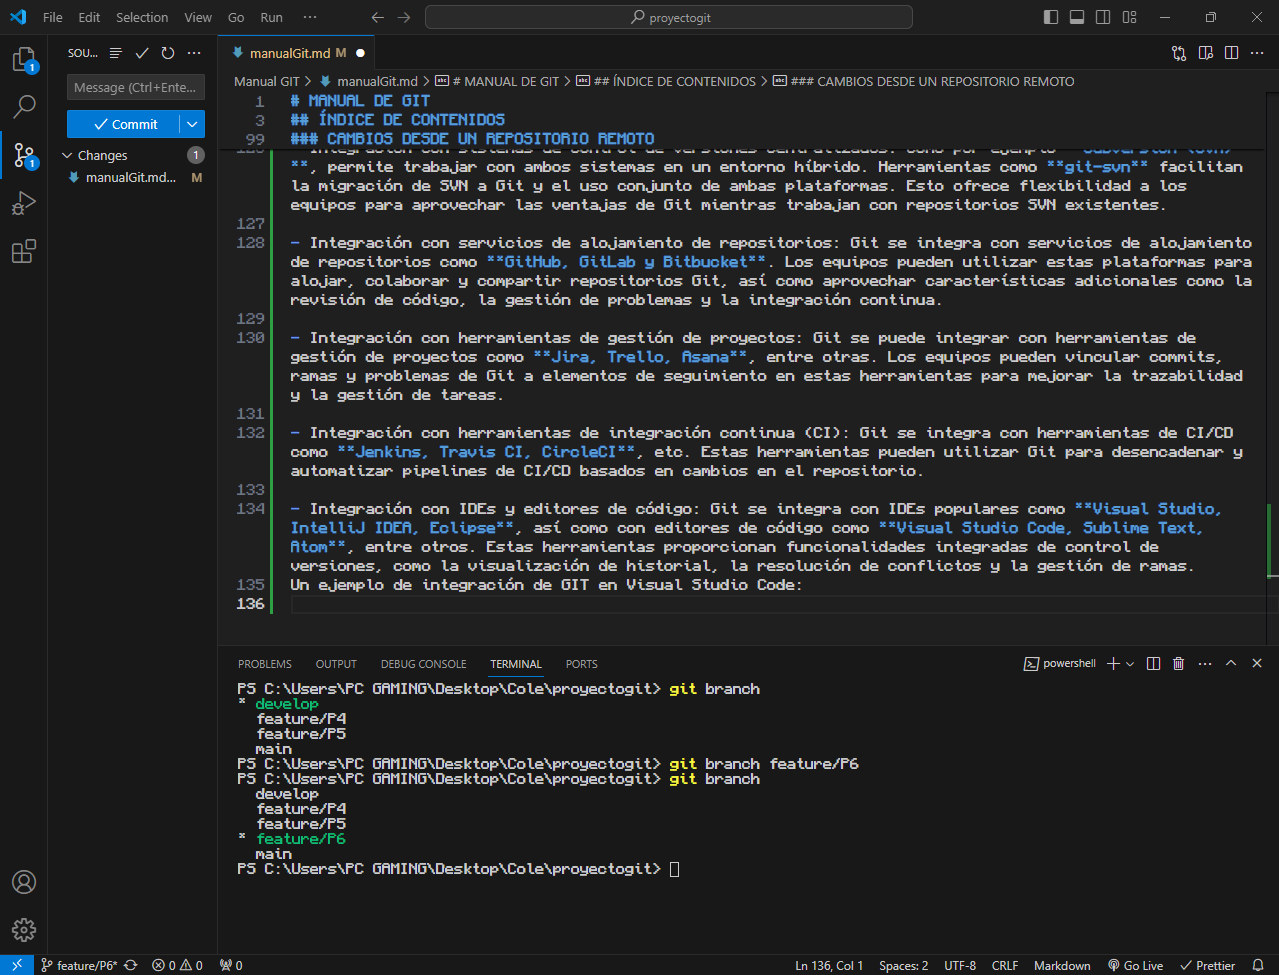 File Edit Selection View Go Run ··· proyectogit
SOU...
Message (Ctrl+Ente...
Commit
Changes 1
manualGit.md... M
1
1
manualGit.md M
Manual GIT > manualGit.md > # MANUAL DE GIT > ## ÍNDICE DE CONTENIDOS > ### CAMBIOS DESDE UN REPOSITORIO REMOTO
1 # MANUAL DE GIT
3 ## ÍNDICE DE CONTENIDOS
99 ### CAMBIOS DESDE UN REPOSITORIO REMOTO
**, permite trabajar con ambos sistemas en un entorno híbrido. Herramientas como **git-svn** facilitan
la migración de SVN a Git y el uso conjunto de ambas plataformas. Esto ofrece flexibilidad a los
equipos para aprovechar las ventajas de Git mientras trabajan con repositorios SVN existentes.
127
128 - Integración con servicios de alojamiento de repositorios: Git se integra con servicios de alojamiento
de repositorios como **GitHub, GitLab y Bitbucket**. Los equipos pueden utilizar estas plataformas para
alojar, colaborar y compartir repositorios Git, así como aprovechar características adicionales como la
revisión de código, la gestión de problemas y la integración continua.
129
130 - Integración con herramientas de gestión de proyectos: Git se puede integrar con herramientas de
gestión de proyectos como **Jira, Trello, Asana**, entre otras. Los equipos pueden vincular commits,
ramas y problemas de Git a elementos de seguimiento en estas herramientas para mejorar la trazabilidad
y la gestión de tareas.
131
132 - Integración con herramientas de integración continua (CI): Git se integra con herramientas de CI/CD
como **Jenkins, Travis CI, CircleCI**, etc. Estas herramientas pueden utilizar Git para desencadenar y
automatizar pipelines de CI/CD basados en cambios en el repositorio.
133
134 - Integración con IDEs y editores de código: Git se integra con IDEs populares como **Visual Studio,
IntelliJ IDEA, Eclipse**, así como con editores de código como **Visual Studio Code, Sublime Text,
Atom**, entre otros. Estas herramientas proporcionan funcionalidades integradas de control de
versiones, como la visualización de historial, la resolución de conflictos y la gestión de ramas.
135 Un ejemplo de integración de GIT en Visual Studio Code:
136
PROBLEMS OUTPUT DEBUG CONSOLE TERMINAL PORTS powershell
PS C:\Users\PC GAMING\Desktop\Cole\proyectogit> git branch
* develop
feature/P4
feature/P5
main
PS C:\Users\PC GAMING\Desktop\Cole\proyectogit> git branch feature/P6
PS C:\Users\PC GAMING\Desktop\Cole\proyectogit> git branch
develop
feature/P4
feature/P5
* feature/P6
main
PS C:\Users\PC GAMING\Desktop\Cole\proyectogit>
feature/P6* 0 0 0 Ln 136, Col 1 Spaces: 2 UTF-8 CRLF Markdown Go Live Prettier